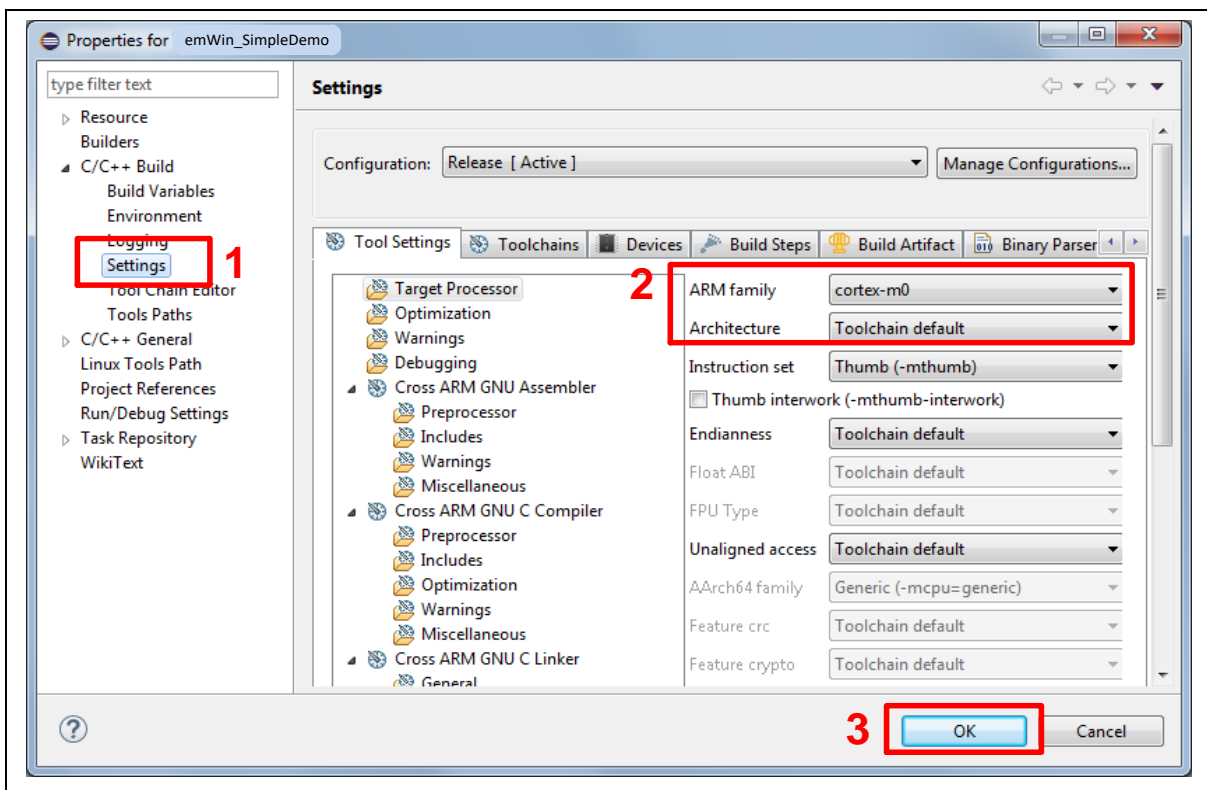 Properties for emWin_SimpleDemo
type filter text
Resource
Builders
C/C++ Build
Build Variables
Environment
Logging
Settings
1
Tool Chain Editor
Tools Paths
C/C++ General
Linux Tools Path
Project References
Run/Debug Settings
Task Repository
WikiText
Settings
Configuration: Release [ Active ] Manage Configurations...
Tool Settings Toolchains Devices Build Steps Build Artifact Binary Parser
Target Processor
Optimization
Warnings
Debugging
Cross ARM GNU Assembler
Preprocessor
Includes
Warnings
Miscellaneous
Cross ARM GNU C Compiler
Preprocessor
Includes
Optimization
Warnings
Miscellaneous
Cross ARM GNU C Linker
General
2
ARM family cortex-m0
Architecture Toolchain default
Instruction set Thumb (-mthumb)
Thumb interwork (-mthumb-interwork)
Endianness Toolchain default
Float ABI Toolchain default
FPU Type Toolchain default
Unaligned access Toolchain default
AArch64 family Generic (-mcpu=generic)
Feature crc Toolchain default
Feature crypto Toolchain default
3
OK Cancel